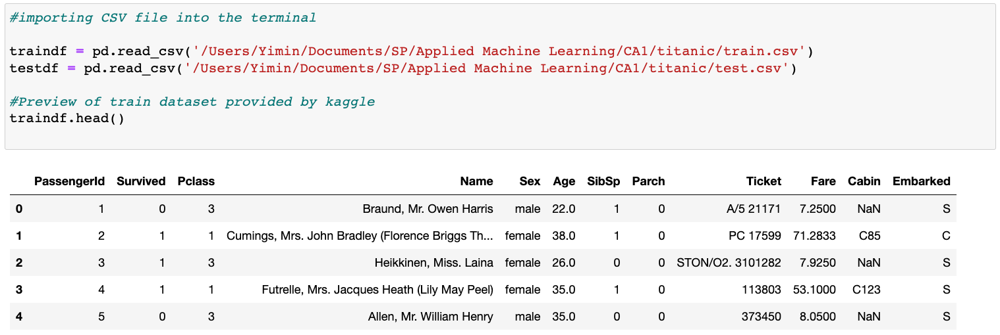 #importing CSV file into the terminal
traindf = pd.read_csv('/Users/Yimin/Documents/SP/Applied Machine Learning/CA1/titanic/train.csv')
testdf = pd.read_csv('/Users/Yimin/Documents/SP/Applied Machine Learning/CA1/titanic/test.csv')
#Preview of train dataset provided by kaggle
traindf.head()
PassengerId Survived Pclass Name Sex Age SibSp Parch Ticket Fare Cabin Embarked
0 1 0 3 Braund, Mr. Owen Harris male 22.0 1 0 A/5 21171 7.2500 NaN S
1 2 1 1 Cumings, Mrs. John Bradley (Florence Briggs Th... female 38.0 1 0 PC 17599 71.2833 C85 C
2 3 1 3 Heikkinen, Miss. Laina female 26.0 0 0 STON/O2. 3101282 7.9250 NaN S
3 4 1 1 Futrelle, Mrs. Jacques Heath (Lily May Peel) female 35.0 1 0 113803 53.1000 C123 S
4 5 0 3 Allen, Mr. William Henry male 35.0 0 0 373450 8.0500 NaN S